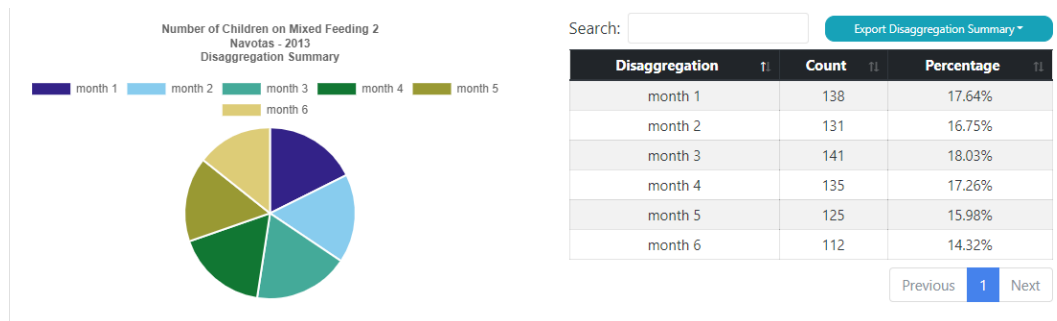 Number of Children on Mixed Feeding 2
Navotas - 2013
Disaggregation Summary
month 1 month 2 month 3 month 4 month 5
month 6
Search:
Export Disaggregation Summary
Disaggregation Count Percentage
month 1 138 17.64%
month 2 131 16.75%
month 3 141 18.03%
month 4 135 17.26%
month 5 125 15.98%
month 6 112 14.32%
Previous 1 Next